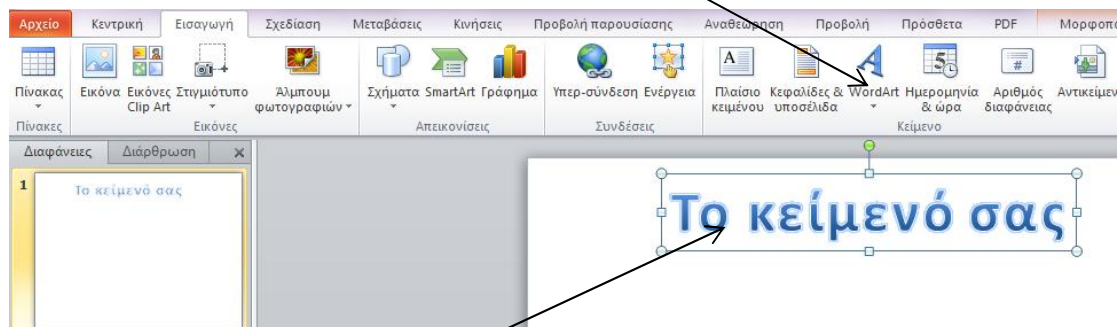 Αρχείο Κεντρική Εισαγωγή Σχεδίαση Μεταβάσεις Κινήσεις Προβολή παρουσίασης Αναθεώρηση Προβολή Πρόσθετα PDF Μορφοπο
Πίνακας Εικόνα Εικόνες Στιγμιότυπο Άλμπουμ Σχήματα SmartArt Γράφημα Υπερ-σύνδεση Ενέργεια Πλαίσιο Κεφαλίδες & WordArt Ημερομηνία Αριθμός Αντικείμεν
Clip Art φωτογραφιών κειμένου υποσέλιδα & ώρα διαφάνειας
Πίνακες Εικόνες Απεικονίσεις Συνδέσεις Κείμενο
Διαφάνειες Διάρθρωση
1 Το κείμενό σας
Το κείμενό σας